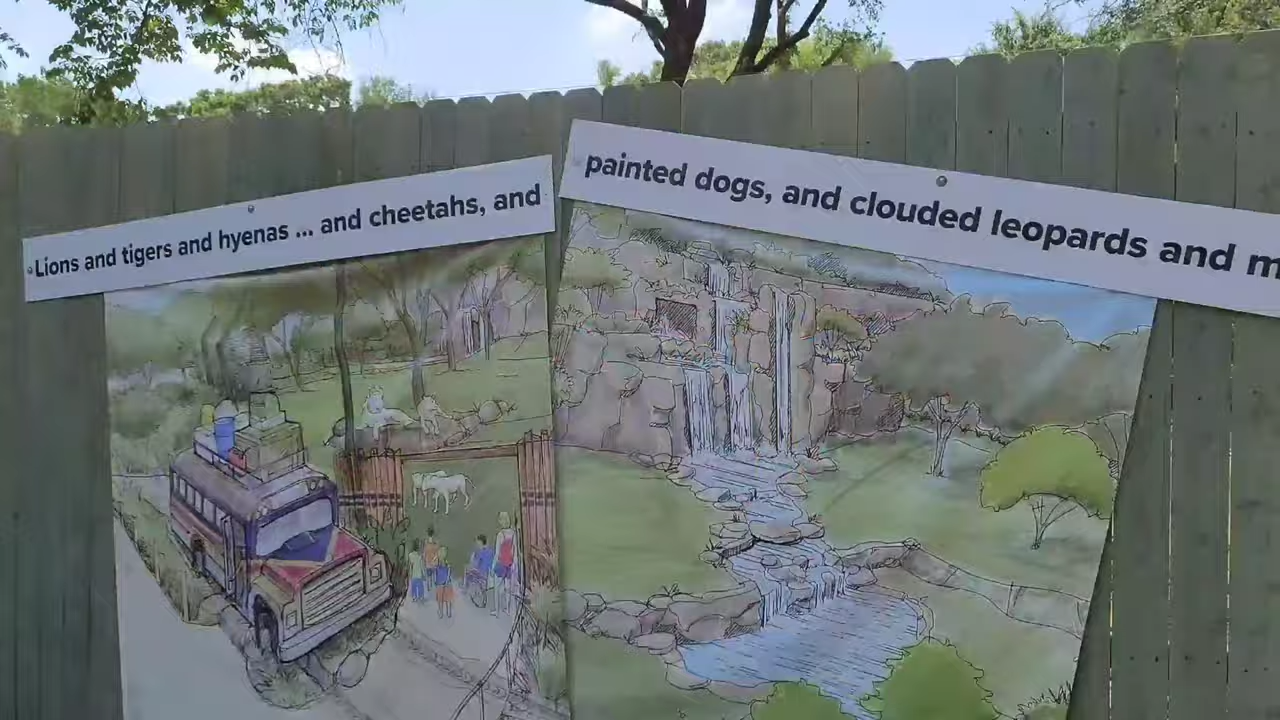 Lions and tigers and hyenas ... and cheetahs, and
painted dogs, and clouded leopards and m